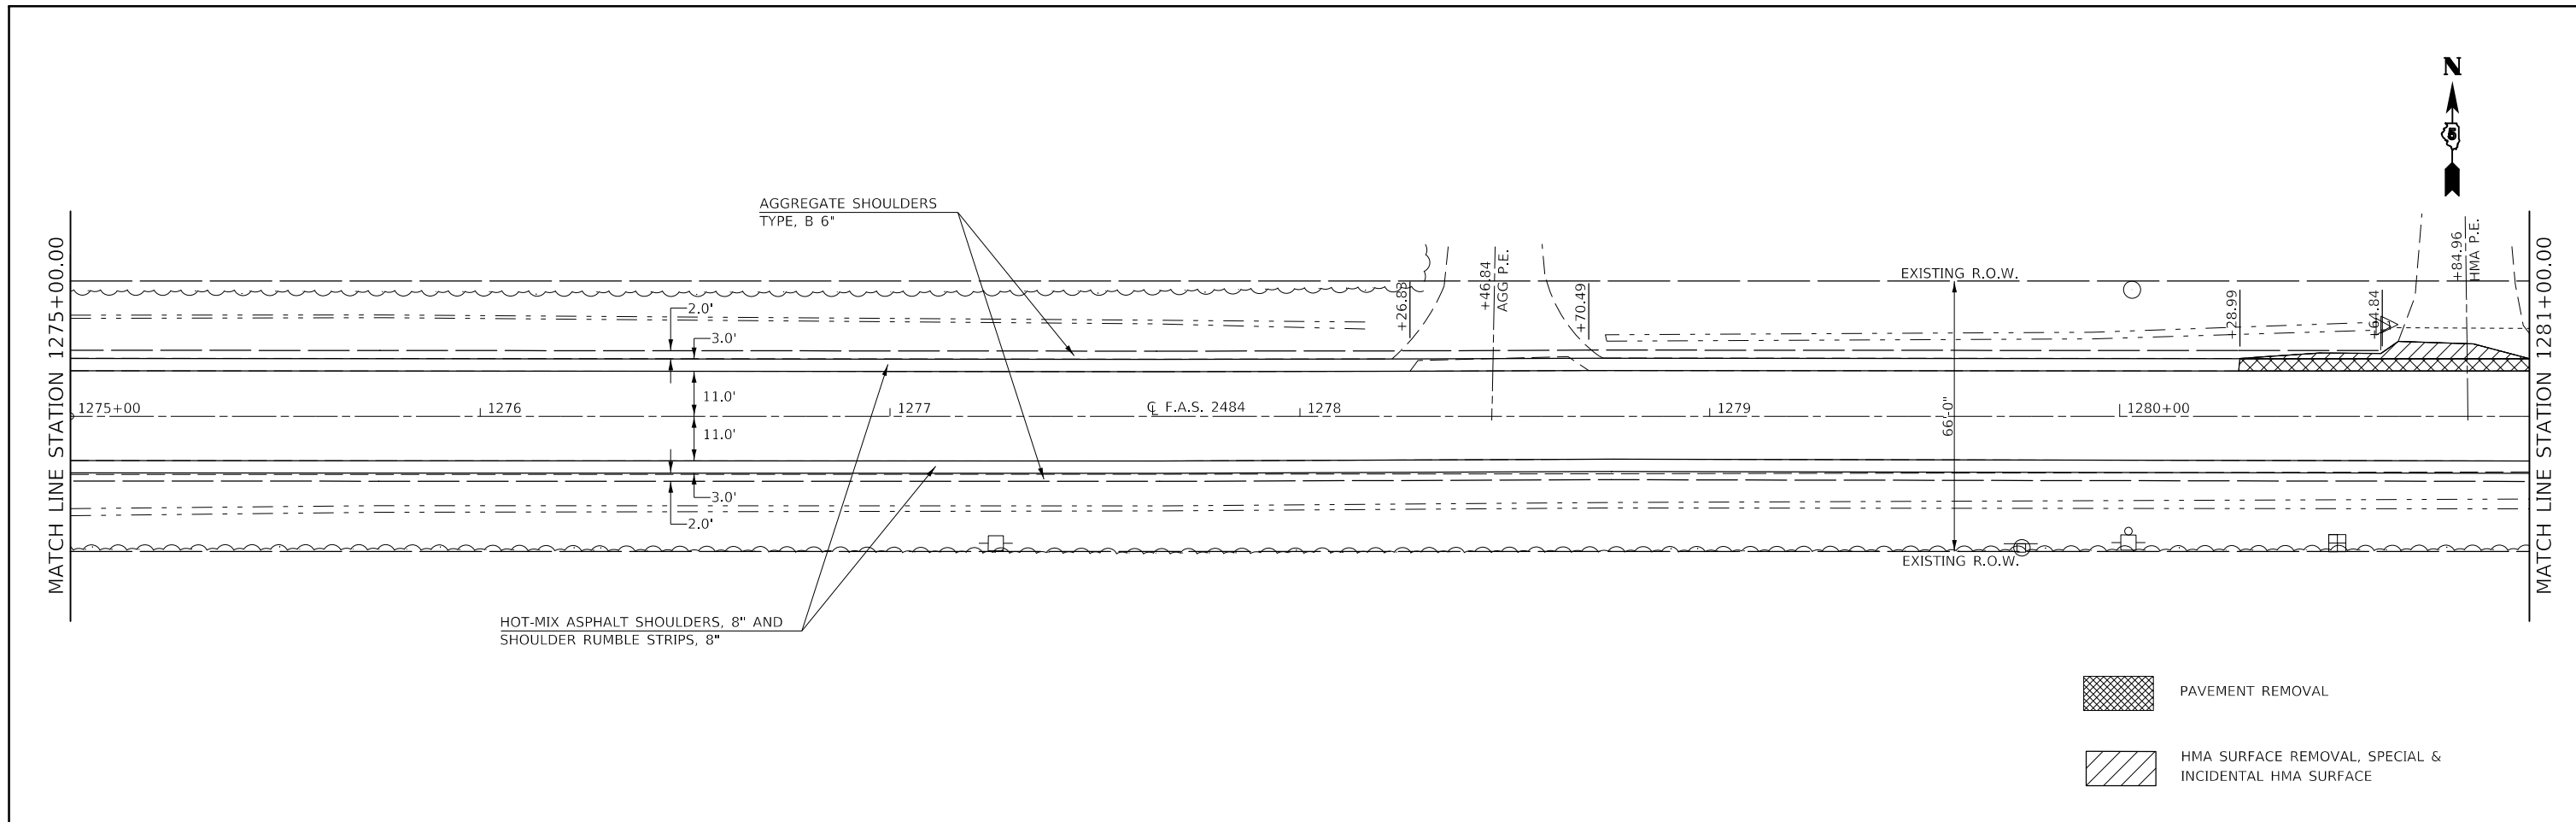 N
5
AGGREGATE SHOULDERS
TYPE, B 6"
MATCH LINE STATION 1275+00.00
MATCH LINE STATION 1281+00.00
EXISTING R.O.W.
+26.83
+46.84
AGG P.E.
+70.49
+28.99
+64.84
+84.96
HMA P.E.
2.0'
3.0'
11.0'
1275+00
1276
1277
℄ F.A.S. 2484
1278
1279
1280+00
11.0'
66'-0"
3.0'
2.0'
EXISTING R.O.W.
HOT-MIX ASPHALT SHOULDERS, 8" AND
SHOULDER RUMBLE STRIPS, 8"
PAVEMENT REMOVAL
HMA SURFACE REMOVAL, SPECIAL &
INCIDENTAL HMA SURFACE